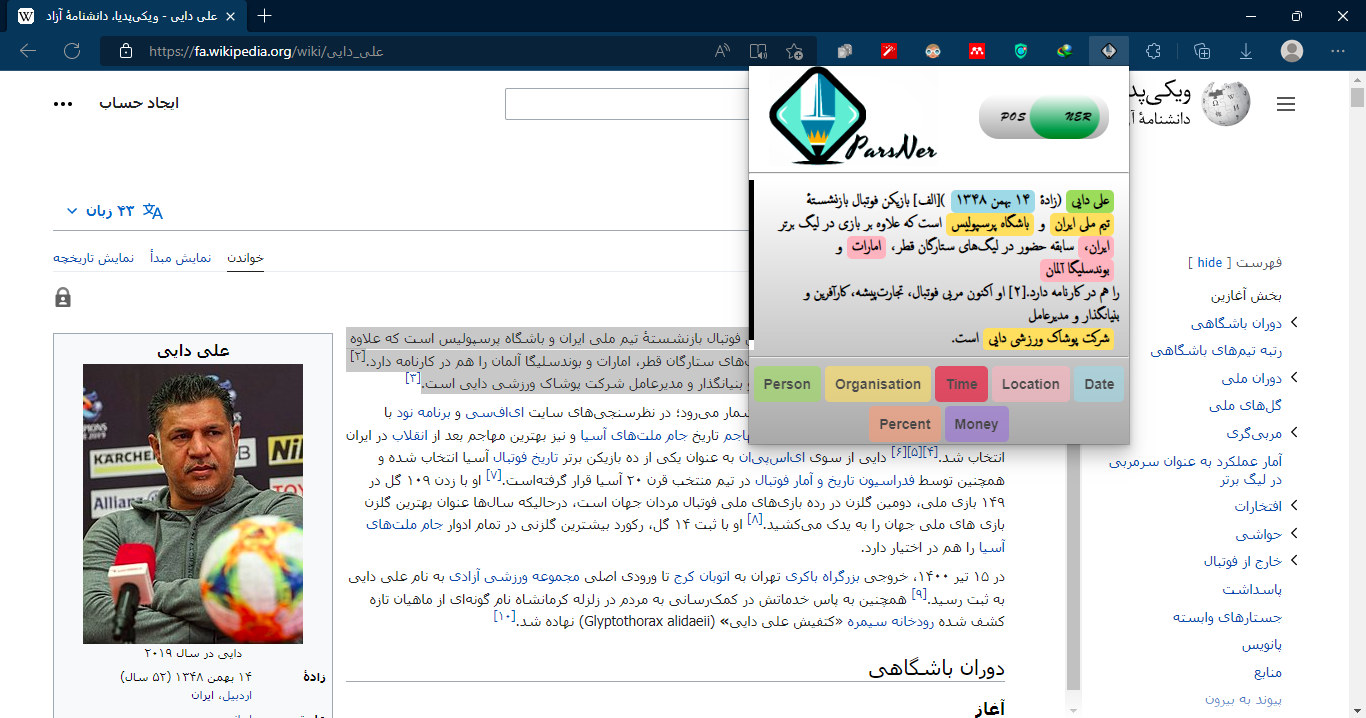 علی دایی - ویکی‌پدیا، دانشنامهٔ آزاد
https://fa.wikipedia.org/wiki/علی_دایی
ویکی‌پدیا
ایجاد حساب
۴۳ زبان
خواندن
نمایش مبدأ
نمایش تاریخچه
ParsNer
POS
NER
علی دایی (زادهٔ ۱۴ بهمن ۱۳۴۸ )[الف] بازیکن فوتبال بازنشستهٔ
تیم ملی ایران و باشگاه پرسپولیس است که علاوه بر بازی در لیگ برتر
ایران، سابقه حضور در لیگ‌های ستارگان قطر، امارات و
بوندسلیگا آلمان
را هم در کارنامه دارد.[۲] او اکنون مربی فوتبال، تجارت‌پیشه، کارآفرین و
بنیانگذار و مدیرعامل
شرکت پوشاک ورزشی دایی است.
Person
Organisation
Time
Location
Date
Percent
Money
فهرست [ hide ]
بخش آغازین
دوران باشگاهی
رتبه تیم‌های باشگاهی
دوران ملی
گل‌های ملی
مربی‌گری
آمار عملکرد به عنوان سرمربی
در لیگ برتر
افتخارات
حواشی
خارج از فوتبال
پاسداشت
جستارهای وابسته
پانویس
منابع
پیوند به بیرون
فوتبال بازنشستهٔ تیم ملی ایران و باشگاه پرسپولیس است که علاوه
ستارگان قطر، امارات و بوندسلیگا آلمان را هم در کارنامه دارد.[۲]
و بنیانگذار و مدیرعامل شرکت پوشاک ورزشی دایی است.[۳]
شمار می‌رود؛ در نظرسنجی‌های سایت ای‌اف‌سی و برنامه نود با
تاریخ جام ملت‌های آسیا و نیز بهترین مهاجم بعد از انقلاب در ایران
انتخاب شد.[۴][۵][۶] دایی از سوی ای‌اس‌پی‌ان به عنوان یکی از ده بازیکن برتر تاریخ فوتبال آسیا انتخاب شده و
همچنین توسط فدراسیون تاریخ و آمار فوتبال در تیم منتخب قرن ۲۰ آسیا قرار گرفته‌است.[۷] او با زدن ۱۰۹ گل در
۱۴۹ بازی ملی، دومین گلزن در رده بازی‌های ملی فوتبال مردان جهان است، درحالیکه سال‌ها عنوان بهترین گلزن
بازی های ملی جهان را به یدک می‌کشید.[۸] او با ثبت ۱۴ گل، رکورد بیشترین گلزنی در تمام ادوار جام ملت‌های
آسیا را هم در اختیار دارد.
در ۱۵ تیر ۱۴۰۰، خروجی بزرگراه باکری تهران به اتوبان کرج تا ورودی اصلی مجموعه ورزشی آزادی به نام علی دایی
به ثبت رسید.[۹] همچنین به پاس خدماتش در کمک‌رسانی به مردم در زلزله کرمانشاه نام گونه‌ای از ماهیان تازه
کشف شده رودخانه سیمره «کتفیش علی دایی» (Glyptothorax alidaeii) نهاده شد.[۱۰]
دوران باشگاهی
آغاز
علی دایی
KÄRCHER
Allianz
دایی در سال ۲۰۱۹
زادهٔ
۱۴ بهمن ۱۳۴۸ (۵۲ سال)
اردبیل، ایران